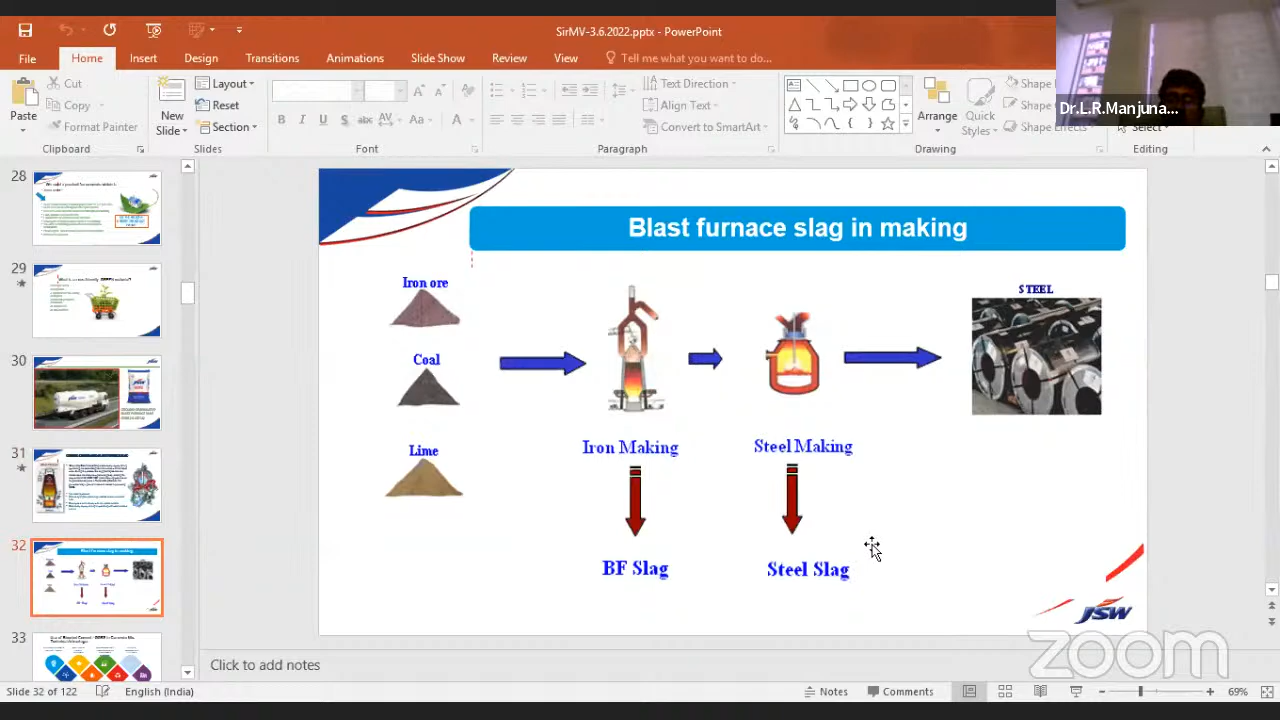 SirMV-3.6.2022.pptx - PowerPoint
File Home Insert Design Transitions Animations Slide Show Review View Tell me what you want to do...
Dr.L.R.Manjuna...
Paste
Cut
Copy
Format Painter
Clipboard
New Slide
Layout
Reset
Section
Slides
Font
Text Direction
Align Text
Convert to SmartArt
Paragraph
Arrange
Quick Styles
Shape
Shape
Shape Effects
Drawing
Select
Editing
28
29
30
31
32
33
JSW
Blast furnace slag in making
Iron ore
Coal
Lime
Iron Making
Steel Making
STEEL
BF Slag
Steel Slag
JSW
zoom
Click to add notes
Slide 32 of 122 English (India) Notes Comments 69%